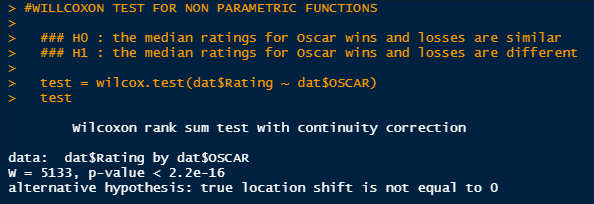 > #WILLCOXON TEST FOR NON PARAMETRIC FUNCTIONS
>
>   ### H0 : the median ratings for Oscar wins and losses are similar
>   ### H1 : the median ratings for Oscar wins and losses are different
>
>   test = wilcox.test(dat$Rating ~ dat$OSCAR)
>   test
Wilcoxon rank sum test with continuity correction
data:  dat$Rating by dat$OSCAR
W = 5133, p-value < 2.2e-16
alternative hypothesis: true location shift is not equal to 0